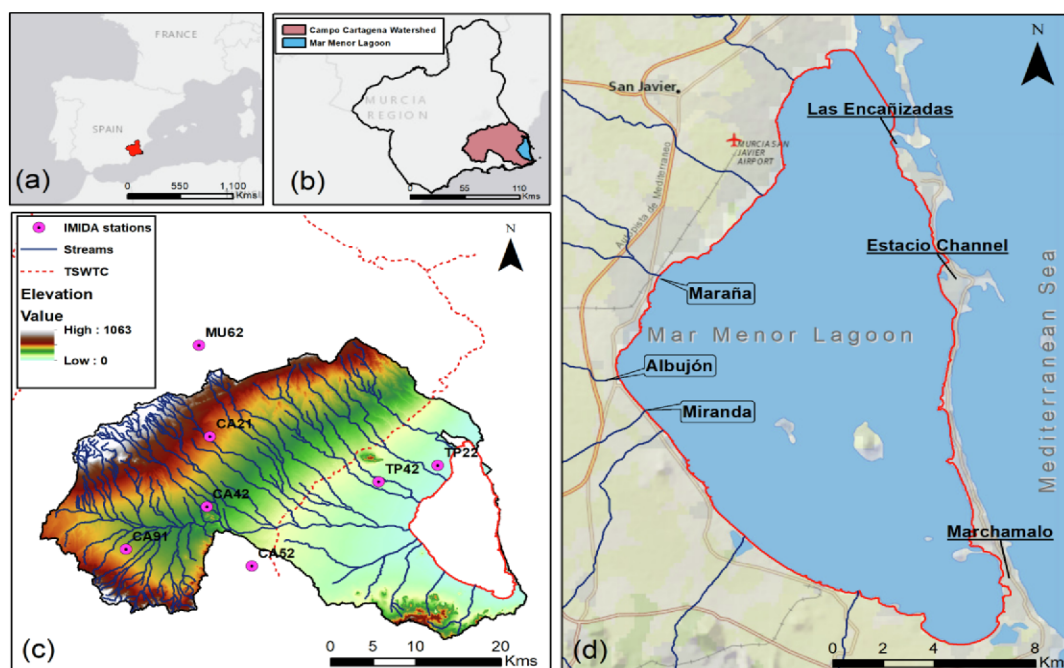 FRANCE
SPAIN
(a)
0 550 1,100
Kms
Campo Cartagena Watershed
Mar Menor Lagoon
MURCIA
REGION
(b)
0 55 110
Kms
IMIDA stations
Streams
TSWTC
Elevation
Value
High : 1063
Low : 0
N
MU62
CA21
TP22
TP42
CA42
CA91
CA52
(c)
0 5 10 20
Kms
N
San Javier
Las Encañizadas
MURCIA SAN
JAVIER
AIRPORT
Autopista de Mediterraneo
Estacio Channel
Maraña
Mar Menor Lagoon
Albujón
Miranda
Mediterranean Sea
Marchamalo
(d)
0 2 4 8
Km